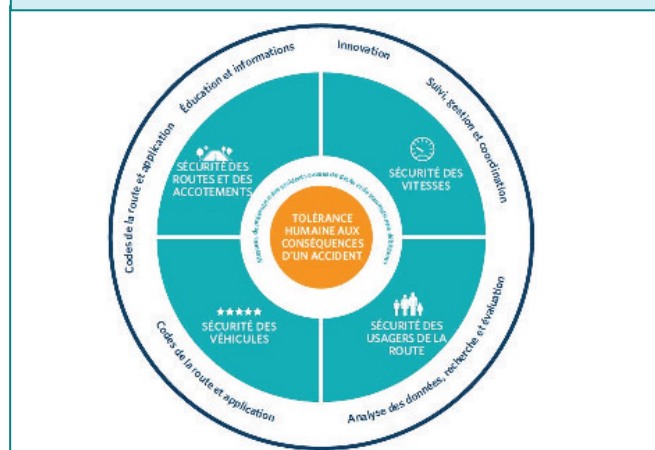 Éducation et informations
Innovation
Suivi, gestion et coordination
Codes de la route et application
SÉCURITÉ DES
ROUTES ET DES
ACCOTEMENTS
SÉCURITÉ DES
VITESSES
TOLÉRANCE
HUMAINE AUX
CONSÉQUENCES
D'UN ACCIDENT
SÉCURITÉ DES
VÉHICULES
SÉCURITÉ DES
USAGERS DE LA
ROUTE
Codes de la route et application
Analyse des données, recherche et évaluation